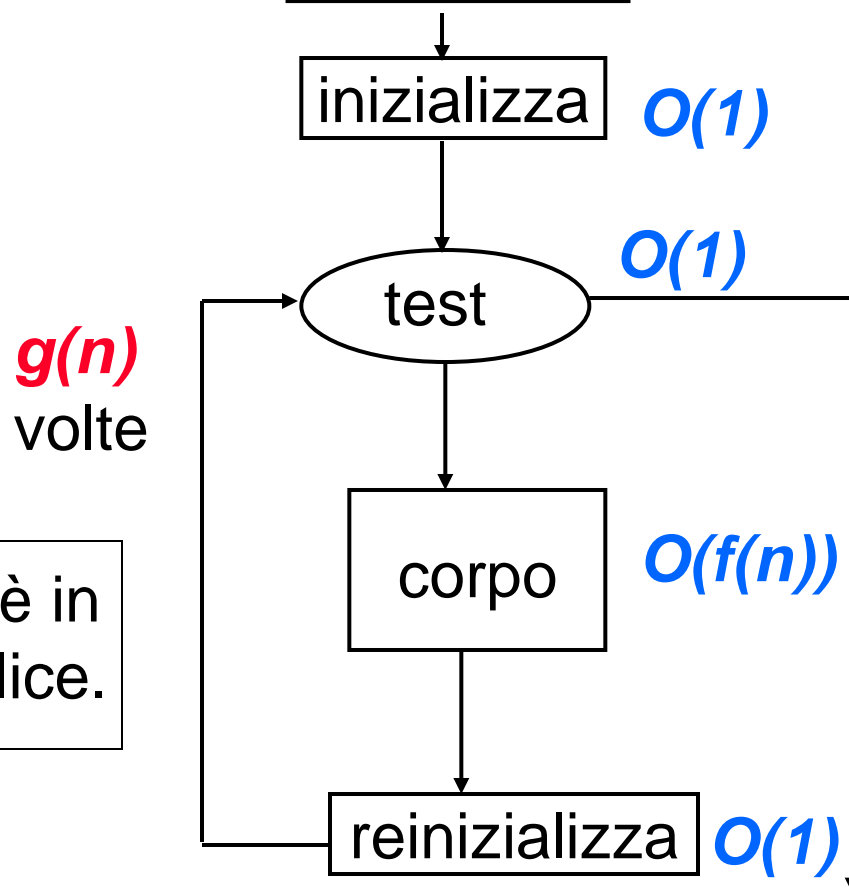 inizializza
O(1)
O(1)
test
g(n)
volte
corpo
O(f(n))
è in
lice.
reinizializza
O(1)